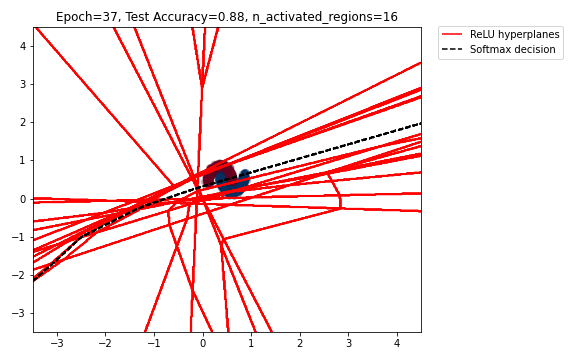 Epoch=37, Test Accuracy=0.88, n_activated_regions=16
ReLU hyperplanes
Softmax decision
4
3
2
1
0
−1
−2
−3
−3 −2 −1 0 1 2 3 4